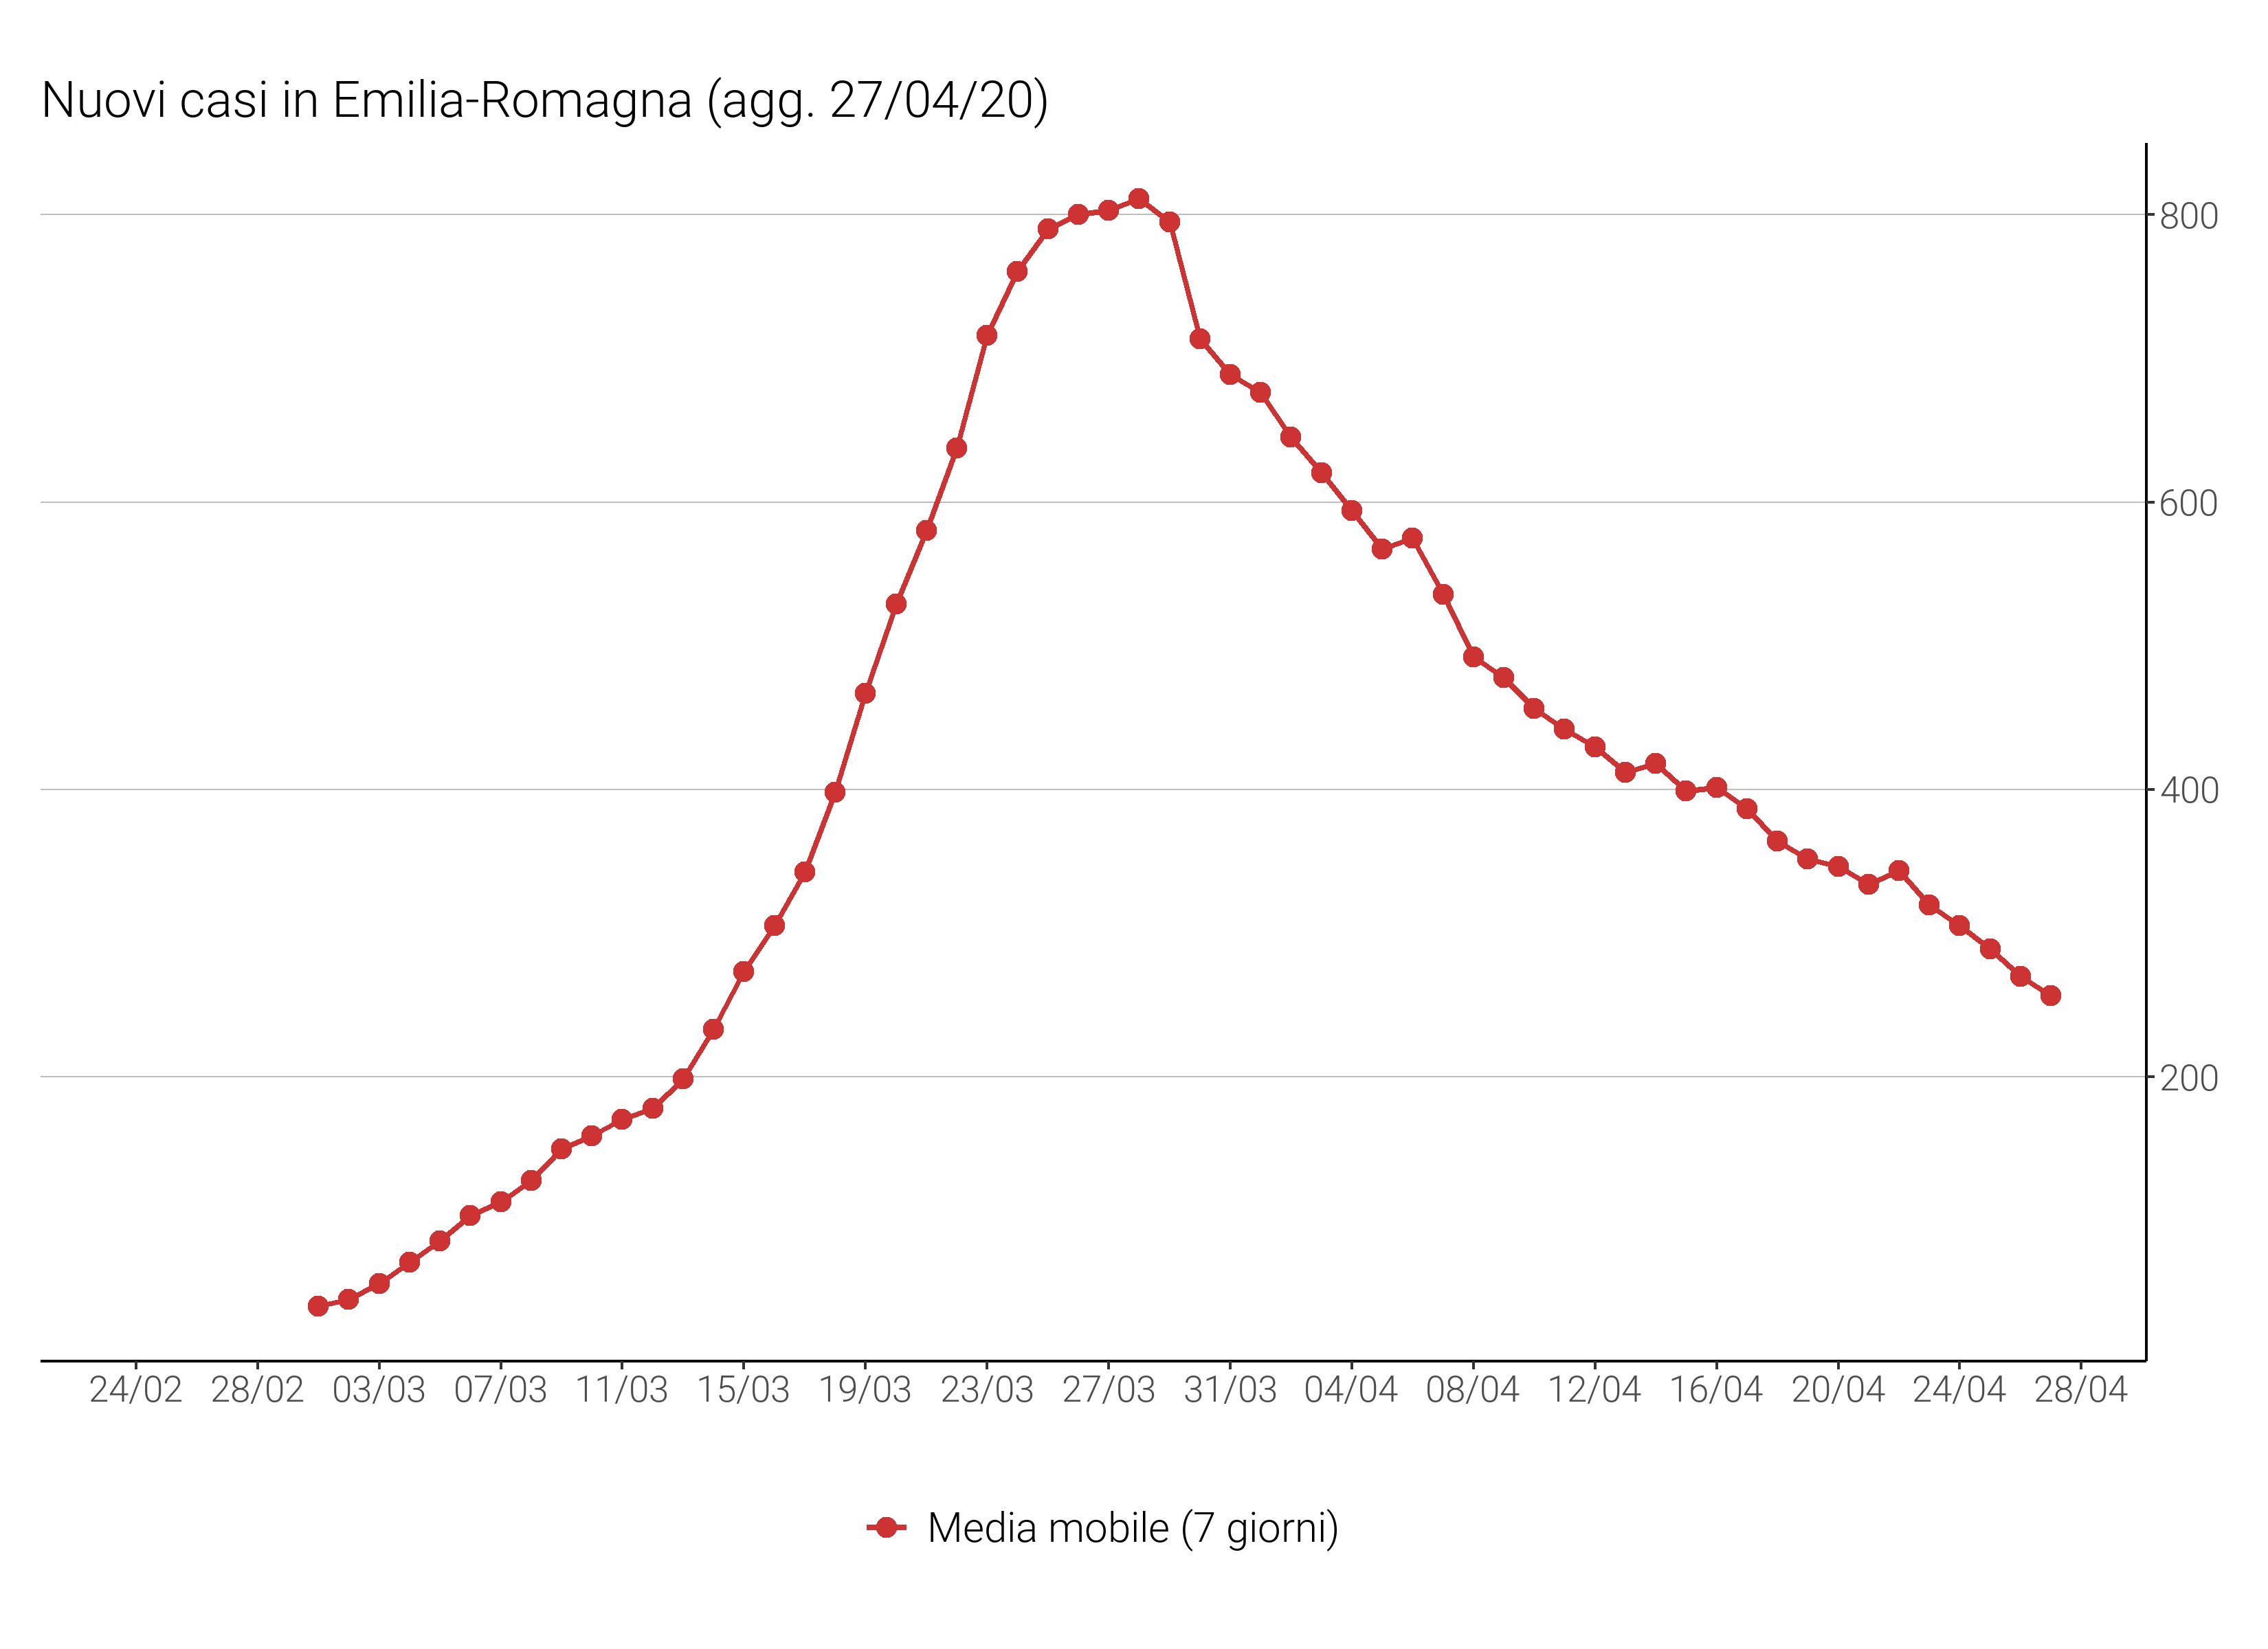 Nuovi casi in Emilia-Romagna (agg. 27/04/20)
800
600
400
200
24/02 28/02 03/03 07/03 11/03 15/03 19/03 23/03 27/03 31/03 04/04 08/04 12/04 16/04 20/04 24/04 28/04
Media mobile (7 giorni)